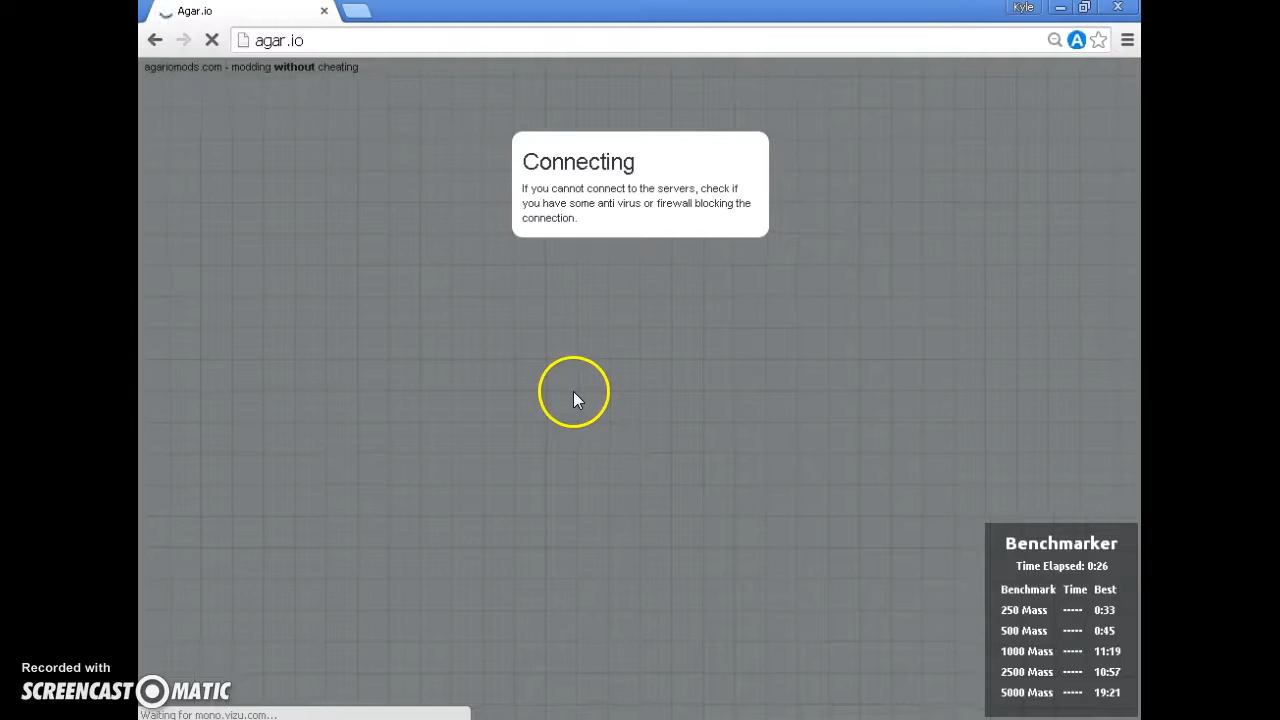 Agar.io
Kyle
agar.io
agariomods.com - modding without cheating
Connecting
If you cannot connect to the servers, check if
you have some anti virus or firewall blocking the
connection.
Benchmarker
Time Elapsed: 0:26
Benchmark Time Best
250 Mass ----- 0:33
500 Mass ----- 0:45
1000 Mass ----- 11:19
2500 Mass ----- 10:57
5000 Mass ----- 19:21
Recorded with
SCREENCAST MATIC
Waiting for mono.vizu.com...